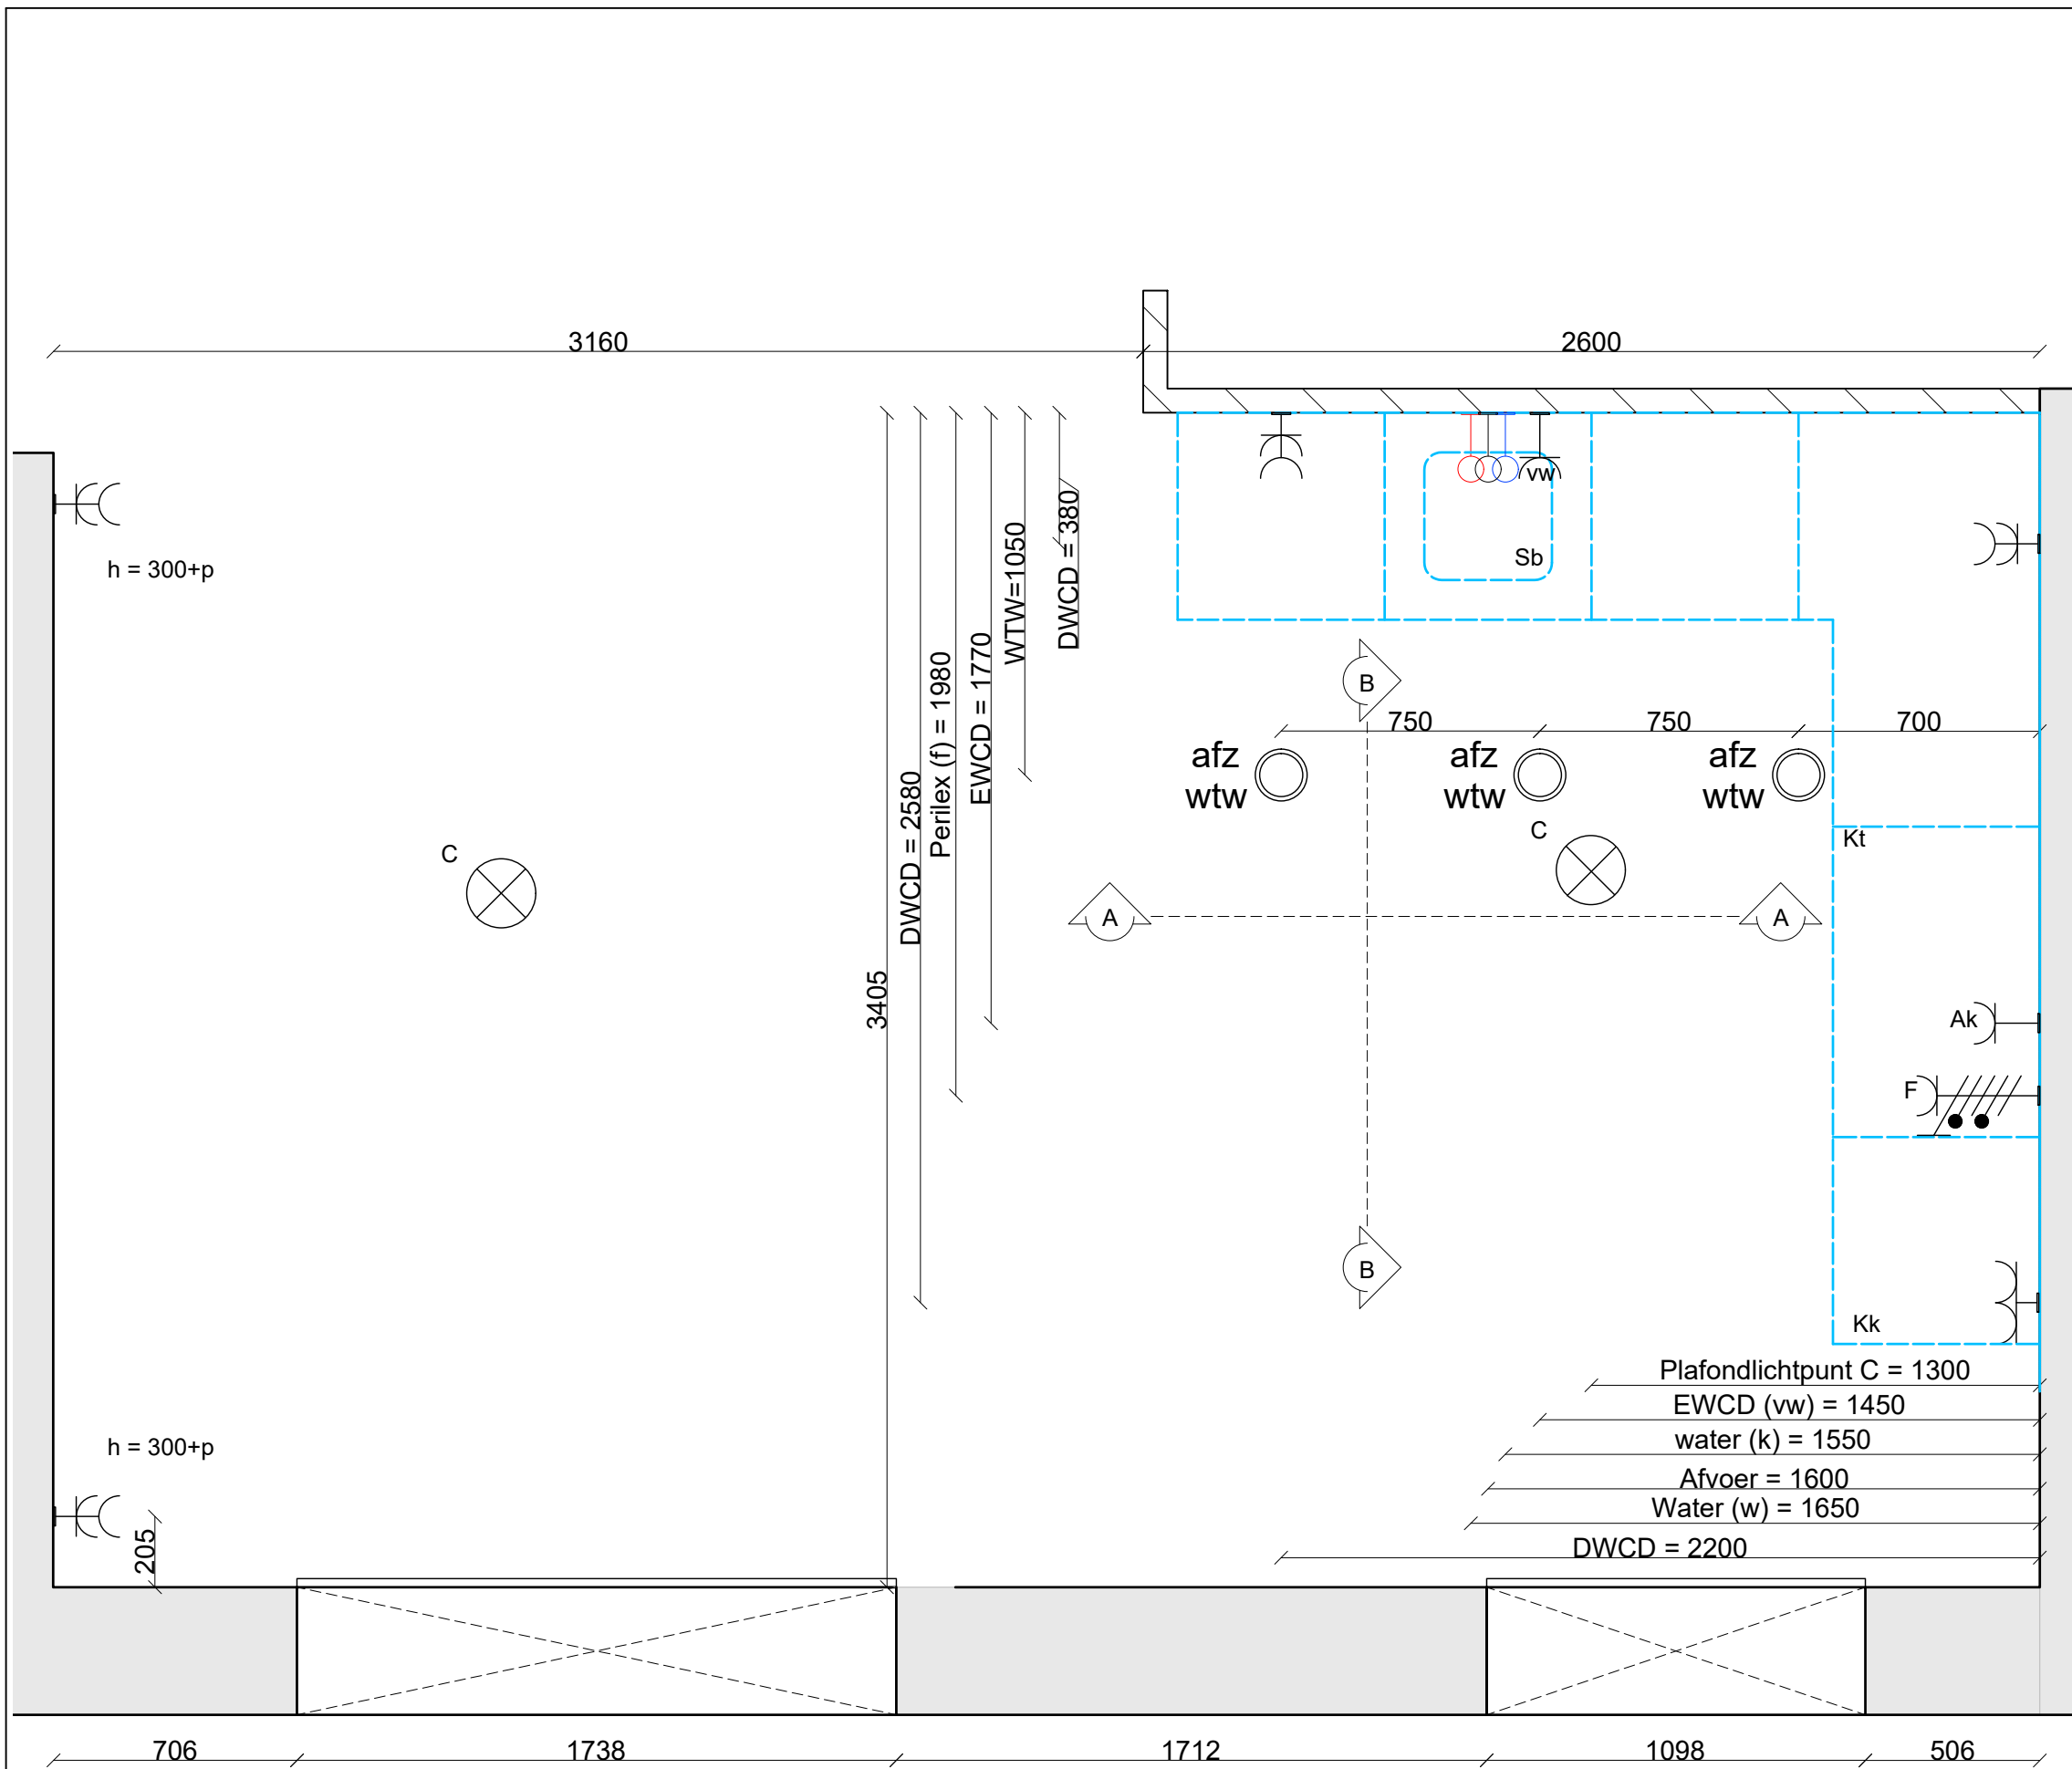 3160
2600
h = 300+p
DWCD = 380
WTW=1050
EWCD = 1770
Perilex (f) = 1980
DWCD = 2580
3405
vw
Sb
B
750
750
700
afz
wtw
afz
wtw
afz
wtw
C
C
Kt
A
A
Ak
F
B
Kk
Plafondlichtpunt C = 1300
EWCD (vw) = 1450
water (k) = 1550
Afvoer = 1600
Water (w) = 1650
DWCD = 2200
h = 300+p
205
706
1738
1712
1098
506